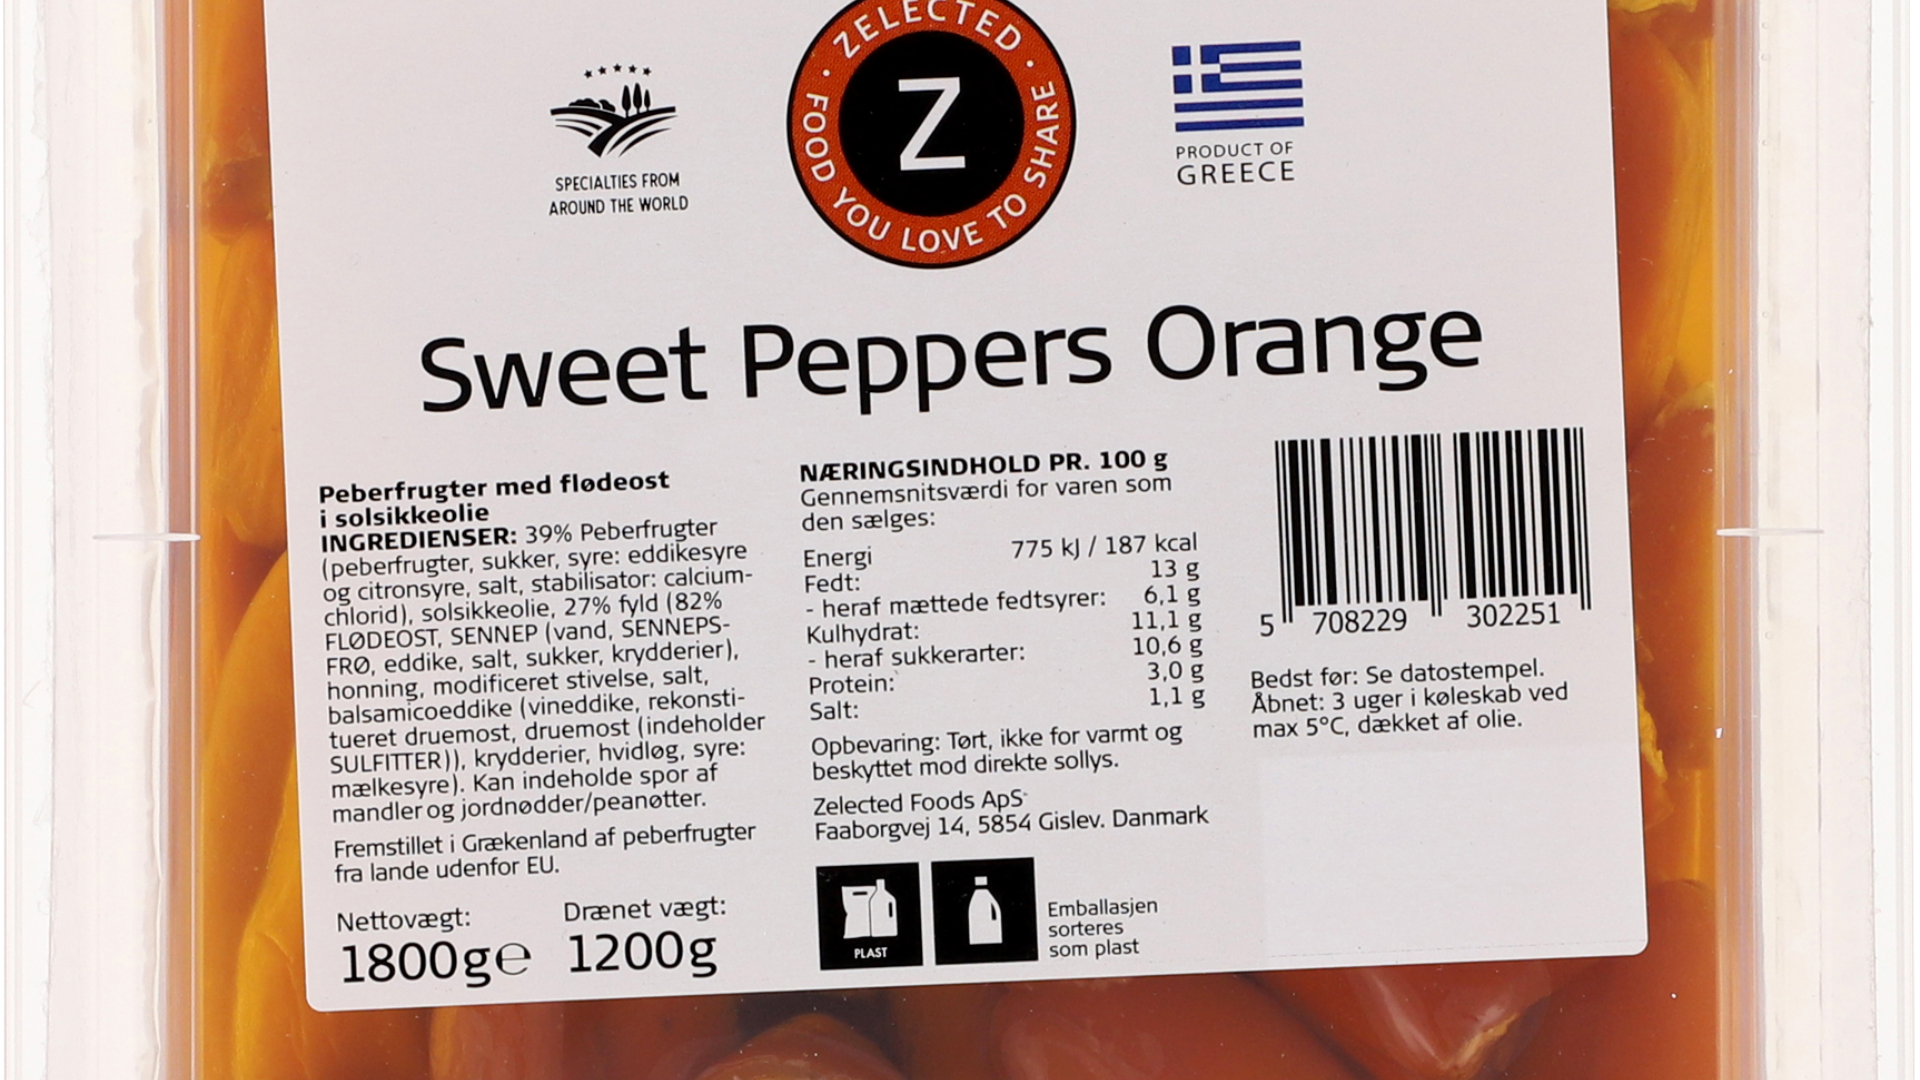 ZELECTED
FOOD YOU LOVE TO SHARE
Z
SPECIALTIES FROM
AROUND THE WORLD
PRODUCT OF
GREECE
Sweet Peppers Orange
Peberfrugter med flødeost
i solsikkeolie
INGREDIENSER: 39% Peberfrugter
(peberfrugter, sukker, syre: eddikesyre
og citronsyre, salt, stabilisator: calcium-
chlorid), solsikkeolie, 27% fyld (82%
FLØDEOST, SENNEP (vand, SENNEPS-
FRØ, eddike, salt, sukker, krydderier),
honning, modificeret stivelse, salt,
balsamicoeddike (vineddike, rekonsti-
tueret druemost, druemost (indeholder
SULFITTER)), krydderier, hvidløg, syre:
mælkesyre). Kan indeholde spor af
mandler og jordnødder/peanøtter.
Fremstillet i Grækenland af peberfrugter
fra lande udenfor EU.
Nettovægt:
1800g℮
Drænet vægt:
1200g
NÆRINGSINDHOLD PR. 100 g
Gennemsnitsværdi for varen som
den sælges:
Energi 775 kJ / 187 kcal
Fedt: 13 g
- heraf mættede fedtsyrer: 6,1 g
Kulhydrat: 11,1 g
- heraf sukkerarter: 10,6 g
Protein: 3,0 g
Salt: 1,1 g
Opbevaring: Tørt, ikke for varmt og
beskyttet mod direkte sollys.
Zelected Foods ApS
Faaborgvej 14, 5854 Gislev. Danmark
PLAST
Emballasjen
sorteres
som plast
5 708229 302251
Bedst før: Se datostempel.
Åbnet: 3 uger i køleskab ved
max 5°C, dækket af olie.